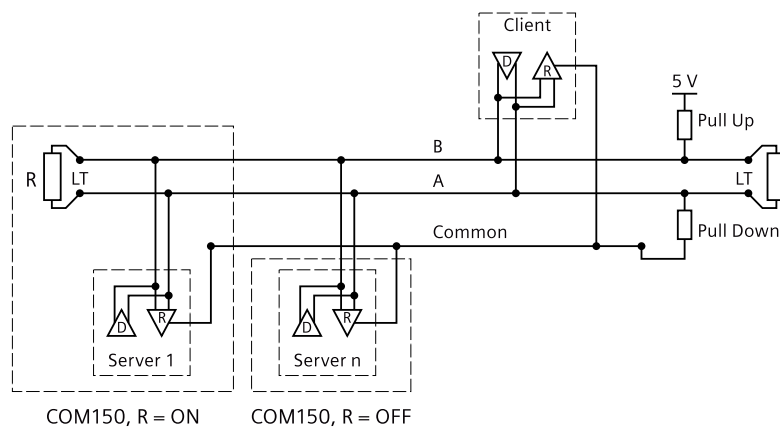 Client
D
R
5 V
Pull Up
B
R
LT
A
LT
Common
Pull Down
D
R
D
R
Server 1
Server n
COM150, R = ON
COM150, R = OFF